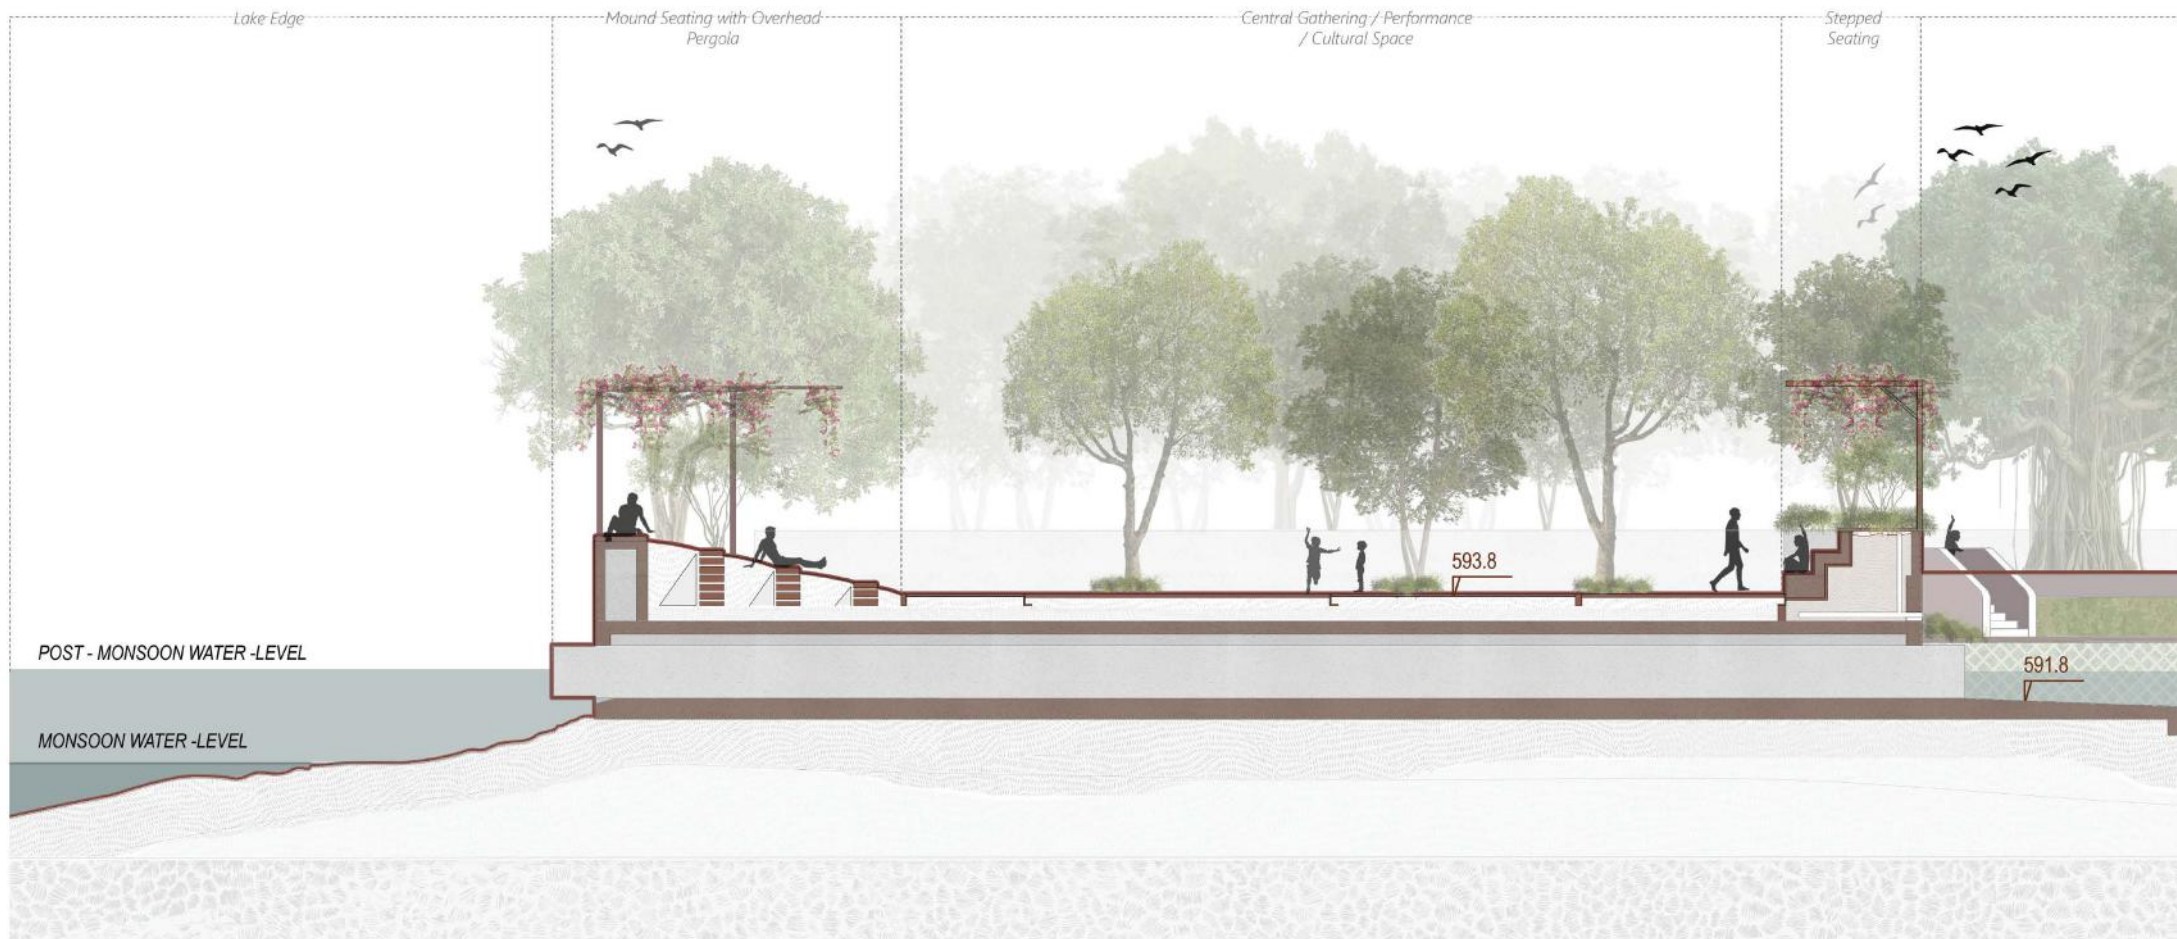 Lake Edge
Mound Seating with Overhead
Pergola
Central Gathering / Performance
/ Cultural Space
Stepped
Seating
593.8
POST - MONSOON WATER -LEVEL
591.8
MONSOON WATER -LEVEL